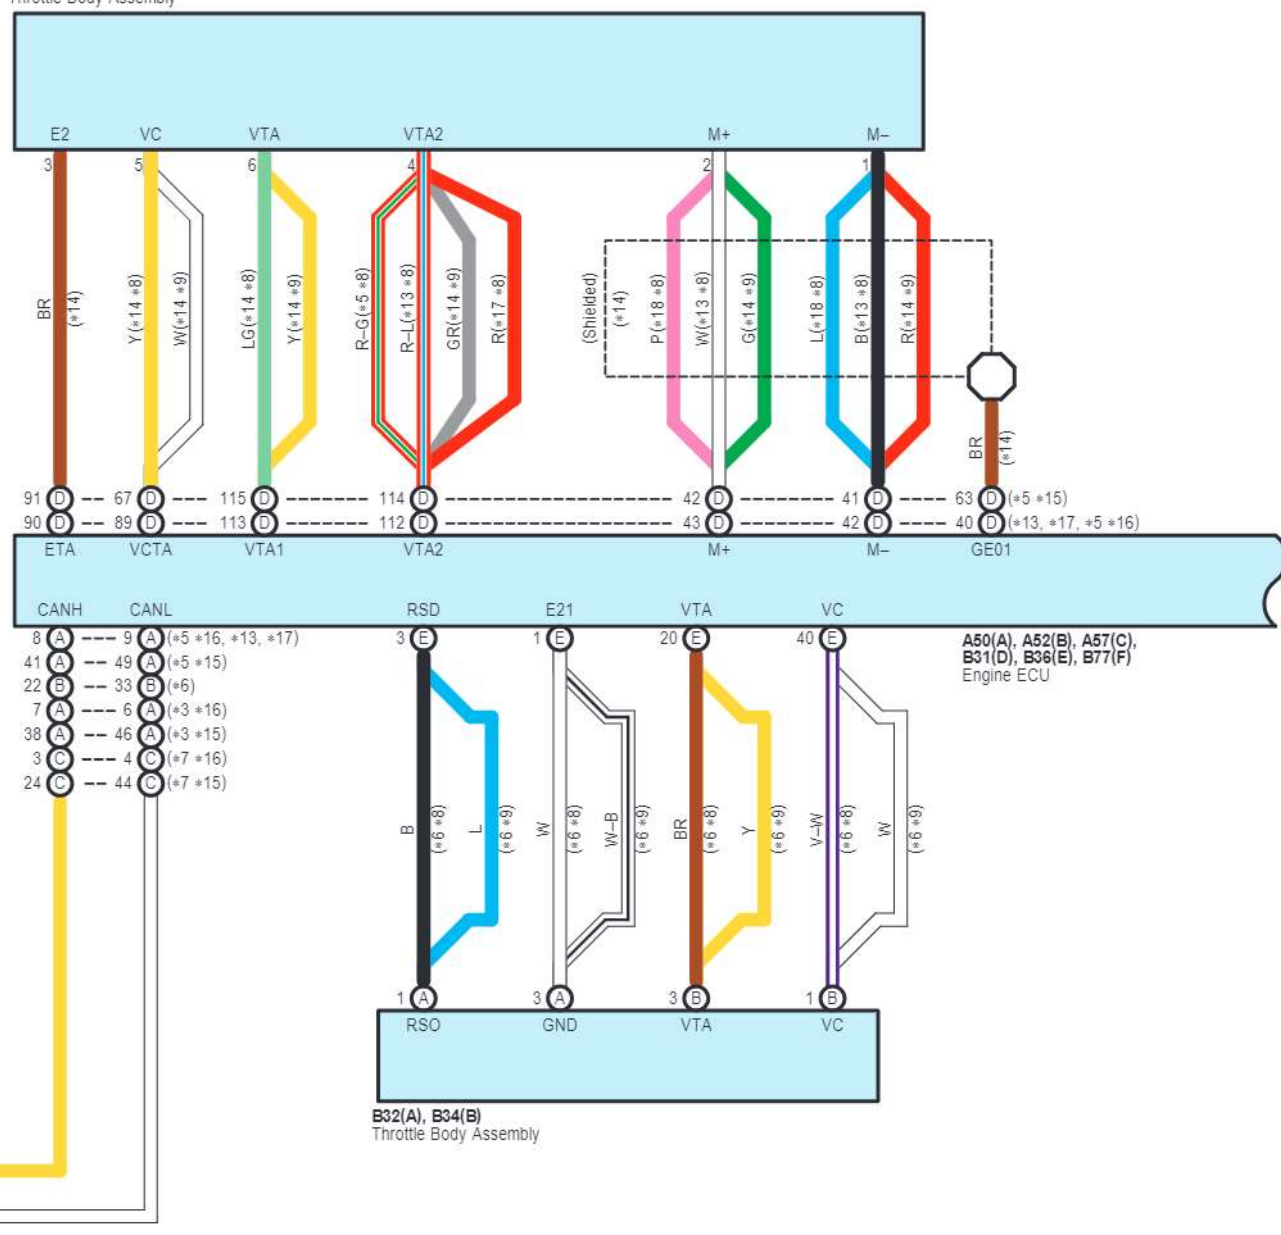 Throttle Body Assembly
E2 VC VTA VTA2 M+ M–
3 5 6 4 2 1
BR
(*14)
Y(*14 *8)
W(*14 *9)
LG(*14 *8)
Y(*14 *9)
R–G(*5 *8)
R–L(*13 *8)
GR(*14 *9)
R(*17 *8)
(Shielded)
(*14)
P(*18 *8)
W(*13 *8)
G(*14 *9)
L(*18 *8)
B(*13 *8)
R(*14 *9)
BR
(*14)
91 D 67 D 115 D 114 D 42 D 41 D 63 D (*5 *15)
90 D 89 D 113 D 112 D 43 D 42 D 40 D (*13, *17, *5 *16)
ETA VCTA VTA1 VTA2 M+ M– GE01
CANH CANL RSD E21 VTA VC
8 A 9 A (*5 *16, *13, *17) 3 E 1 E 20 E 40 E
41 A 49 A (*5 *15)
22 B 33 B (*6)
7 A 6 A (*3 *16)
38 A 46 A (*3 *15)
3 C 4 C (*7 *16)
24 C 44 C (*7 *15)
A50(A), A52(B), A57(C),
B31(D), B36(E), B77(F)
Engine ECU
B
(*6 *8)
L
(*6 *9)
W
(*6 *8)
W–B
(*6 *9)
BR
(*6 *8)
Y
(*6 *9)
V–W
(*6 *8)
W
(*6 *9)
1 A 3 A 3 B 1 B
RSO GND VTA VC
B32(A), B34(B)
Throttle Body Assembly